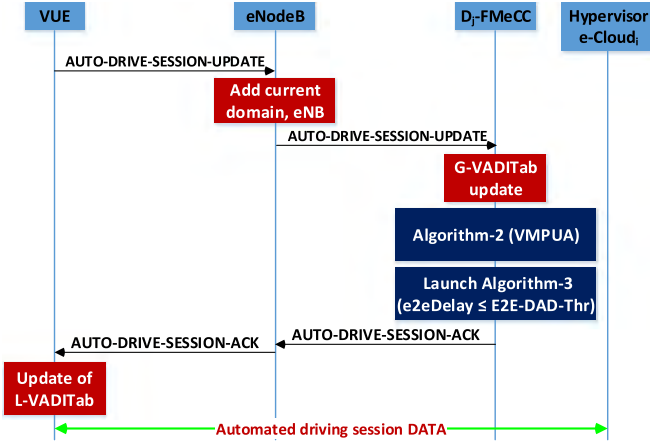 VUE
eNodeB
Dj-FMeCC
Hypervisor
e-Cloudi
AUTO-DRIVE-SESSION-UPDATE
Add current
domain, eNB
AUTO-DRIVE-SESSION-UPDATE
G-VADITab
update
Algorithm-2 (VMPUA)
Launch Algorithm-3
(e2eDelay ≤ E2E-DAD-Thr)
AUTO-DRIVE-SESSION-ACK
AUTO-DRIVE-SESSION-ACK
Update of
L-VADITab
Automated driving session DATA